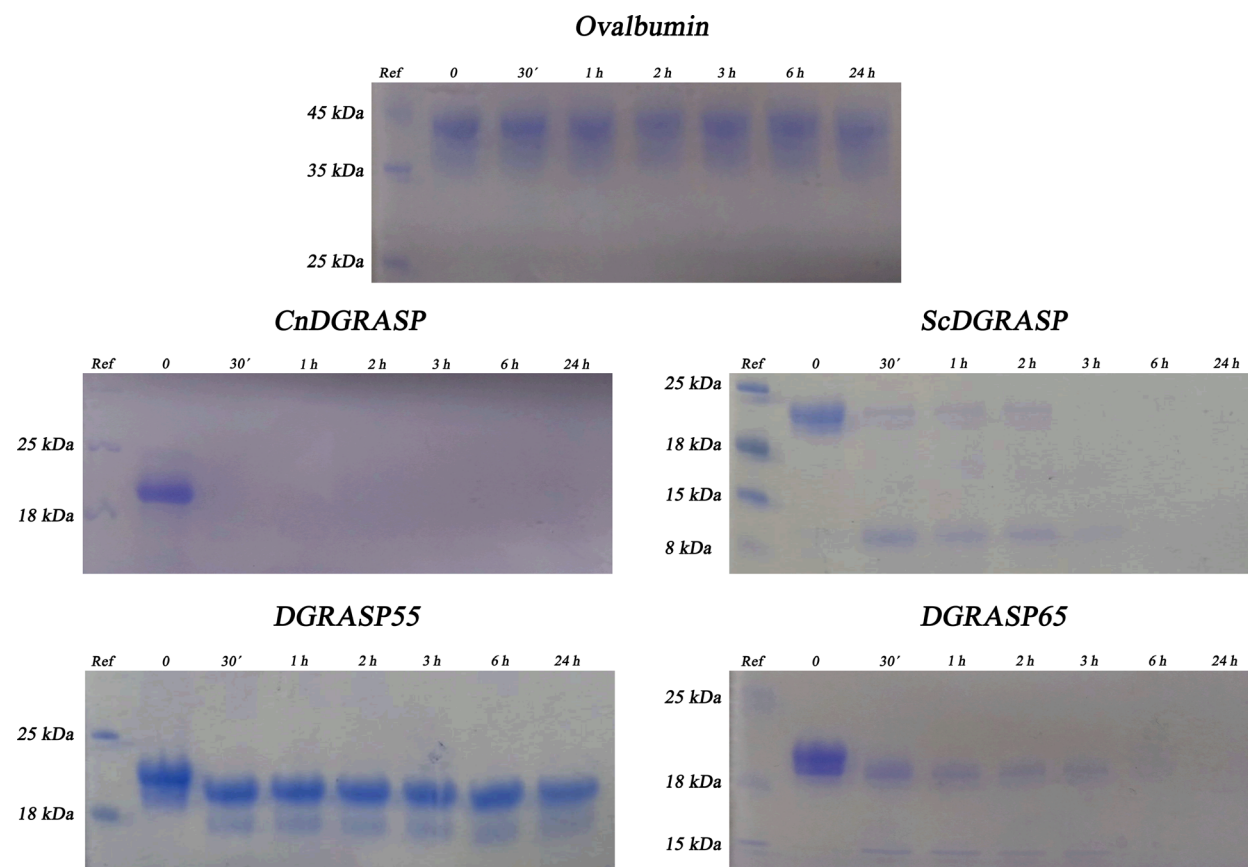 Ovalbumin
Ref 0 30´ 1 h 2 h 3 h 6 h 24 h
45 kDa
35 kDa
25 kDa
CnDGRASP
Ref 0 30´ 1 h 2 h 3 h 6 h 24 h
25 kDa
18 kDa
ScDGRASP
Ref 0 30´ 1 h 2 h 3 h 6 h 24 h
25 kDa
18 kDa
15 kDa
8 kDa
DGRASP55
Ref 0 30´ 1 h 2 h 3 h 6 h 24 h
25 kDa
18 kDa
DGRASP65
Ref 0 30´ 1 h 2 h 3 h 6 h 24 h
25 kDa
18 kDa
15 kDa